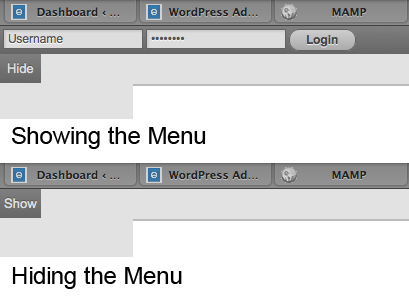 Dashboard ‹ ... WordPress Ad... MAMP
Username •••••••• Login
Hide
Showing the Menu
Dashboard ‹ ... WordPress Ad... MAMP
Show
Hiding the Menu